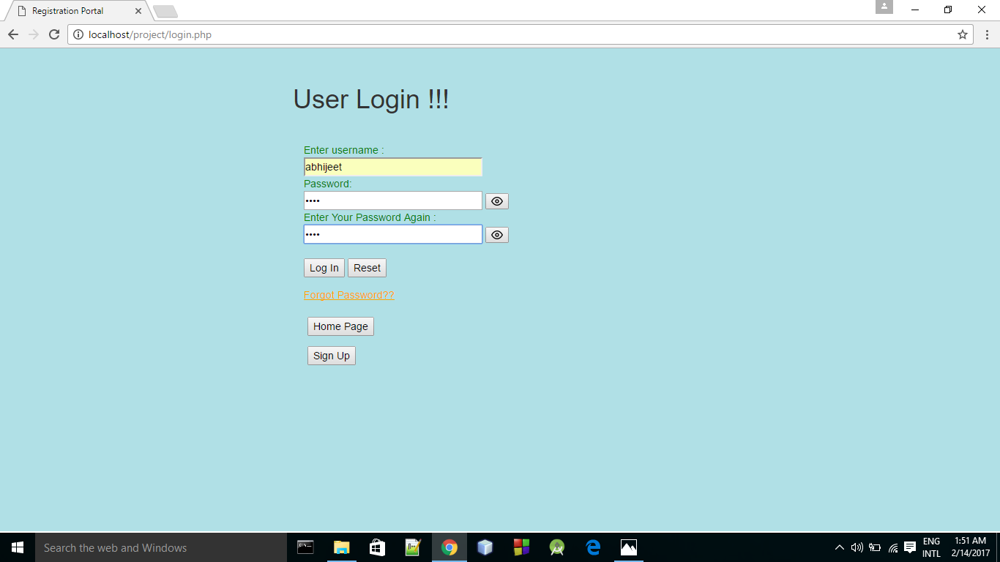 Registration Portal
localhost/project/login.php
User Login !!!
Enter username :
abhijeet
Password:
••••
Enter Your Password Again :
••••
Log In Reset
Forgot Password??
Home Page
Sign Up
Search the web and Windows
ENG
INTL
1:51 AM
2/14/2017